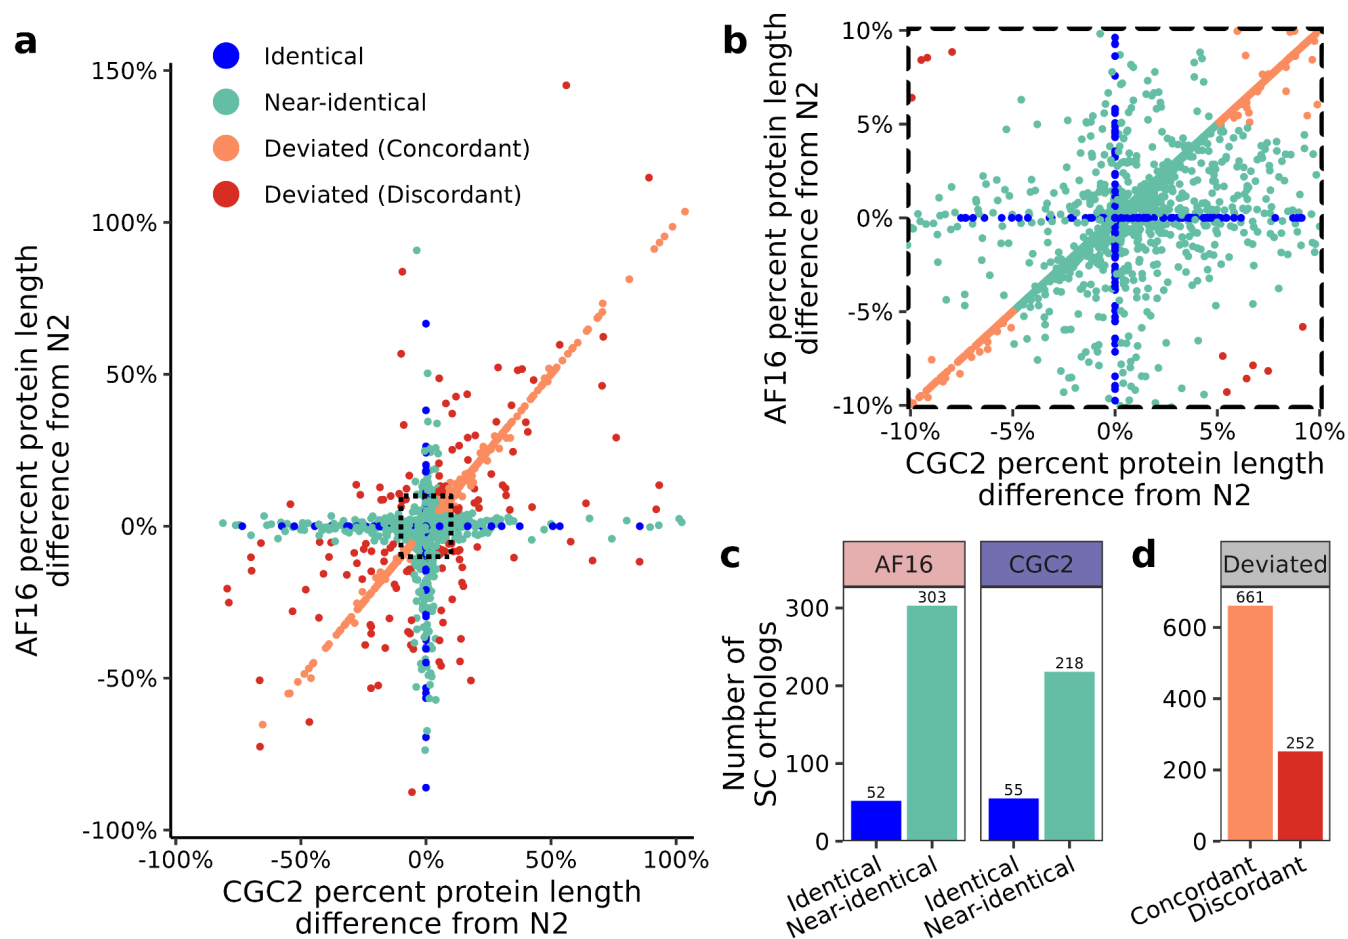 a
Identical
Near-identical
Deviated (Concordant)
Deviated (Discordant)
150%
100%
50%
0%
-50%
-100%
AF16 percent protein length
difference from N2
-100%
-50%
0%
50%
100%
CGC2 percent protein length
difference from N2
b
10%
5%
0%
-5%
-10%
AF16 percent protein length
difference from N2
-10%
-5%
0%
5%
10%
CGC2 percent protein length
difference from N2
c
AF16
CGC2
300
200
100
0
Number of
SC orthologs
52
303
55
218
Identical
Near-identical
Identical
Near-identical
d
Deviated
600
400
200
0
661
252
Concordant
Discordant